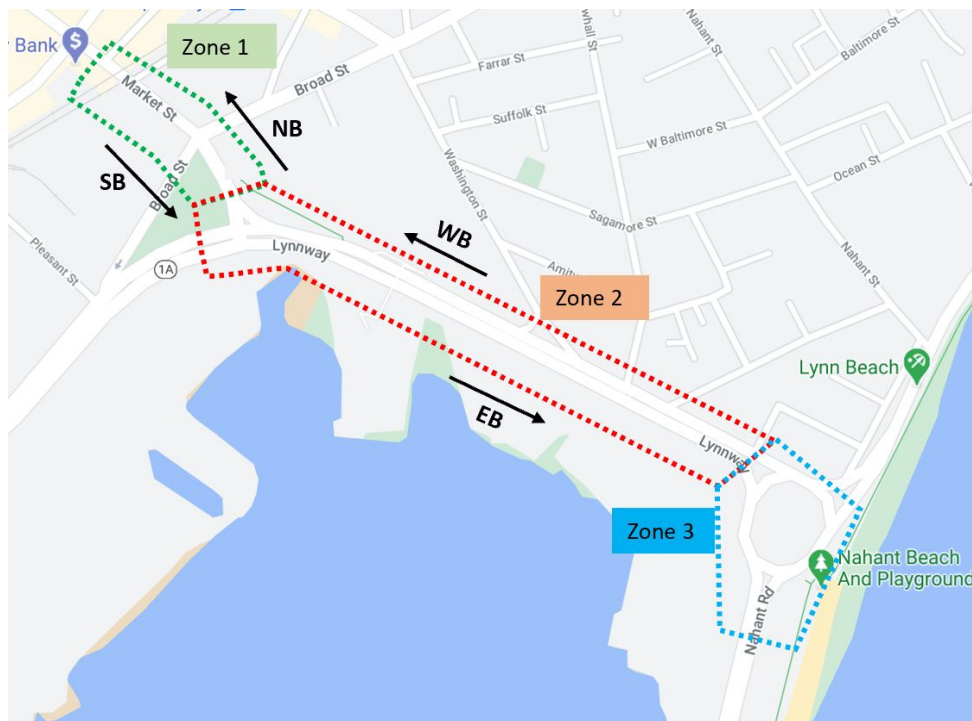 y Bank
Zone 1
Broad St
Market St
NB
SB
Broad St
Pleasant St
1A
Lynnway
WB
Farrar St
Suffolk St
Washington St
Nahant St
Baltimore St
W Baltimore St
Ocean St
Sagamore St
Nahant St
Zone 2
Lynn Beach
EB
Lynnway
Zone 3
Nahant Beach
And Playground
Nahant Rd